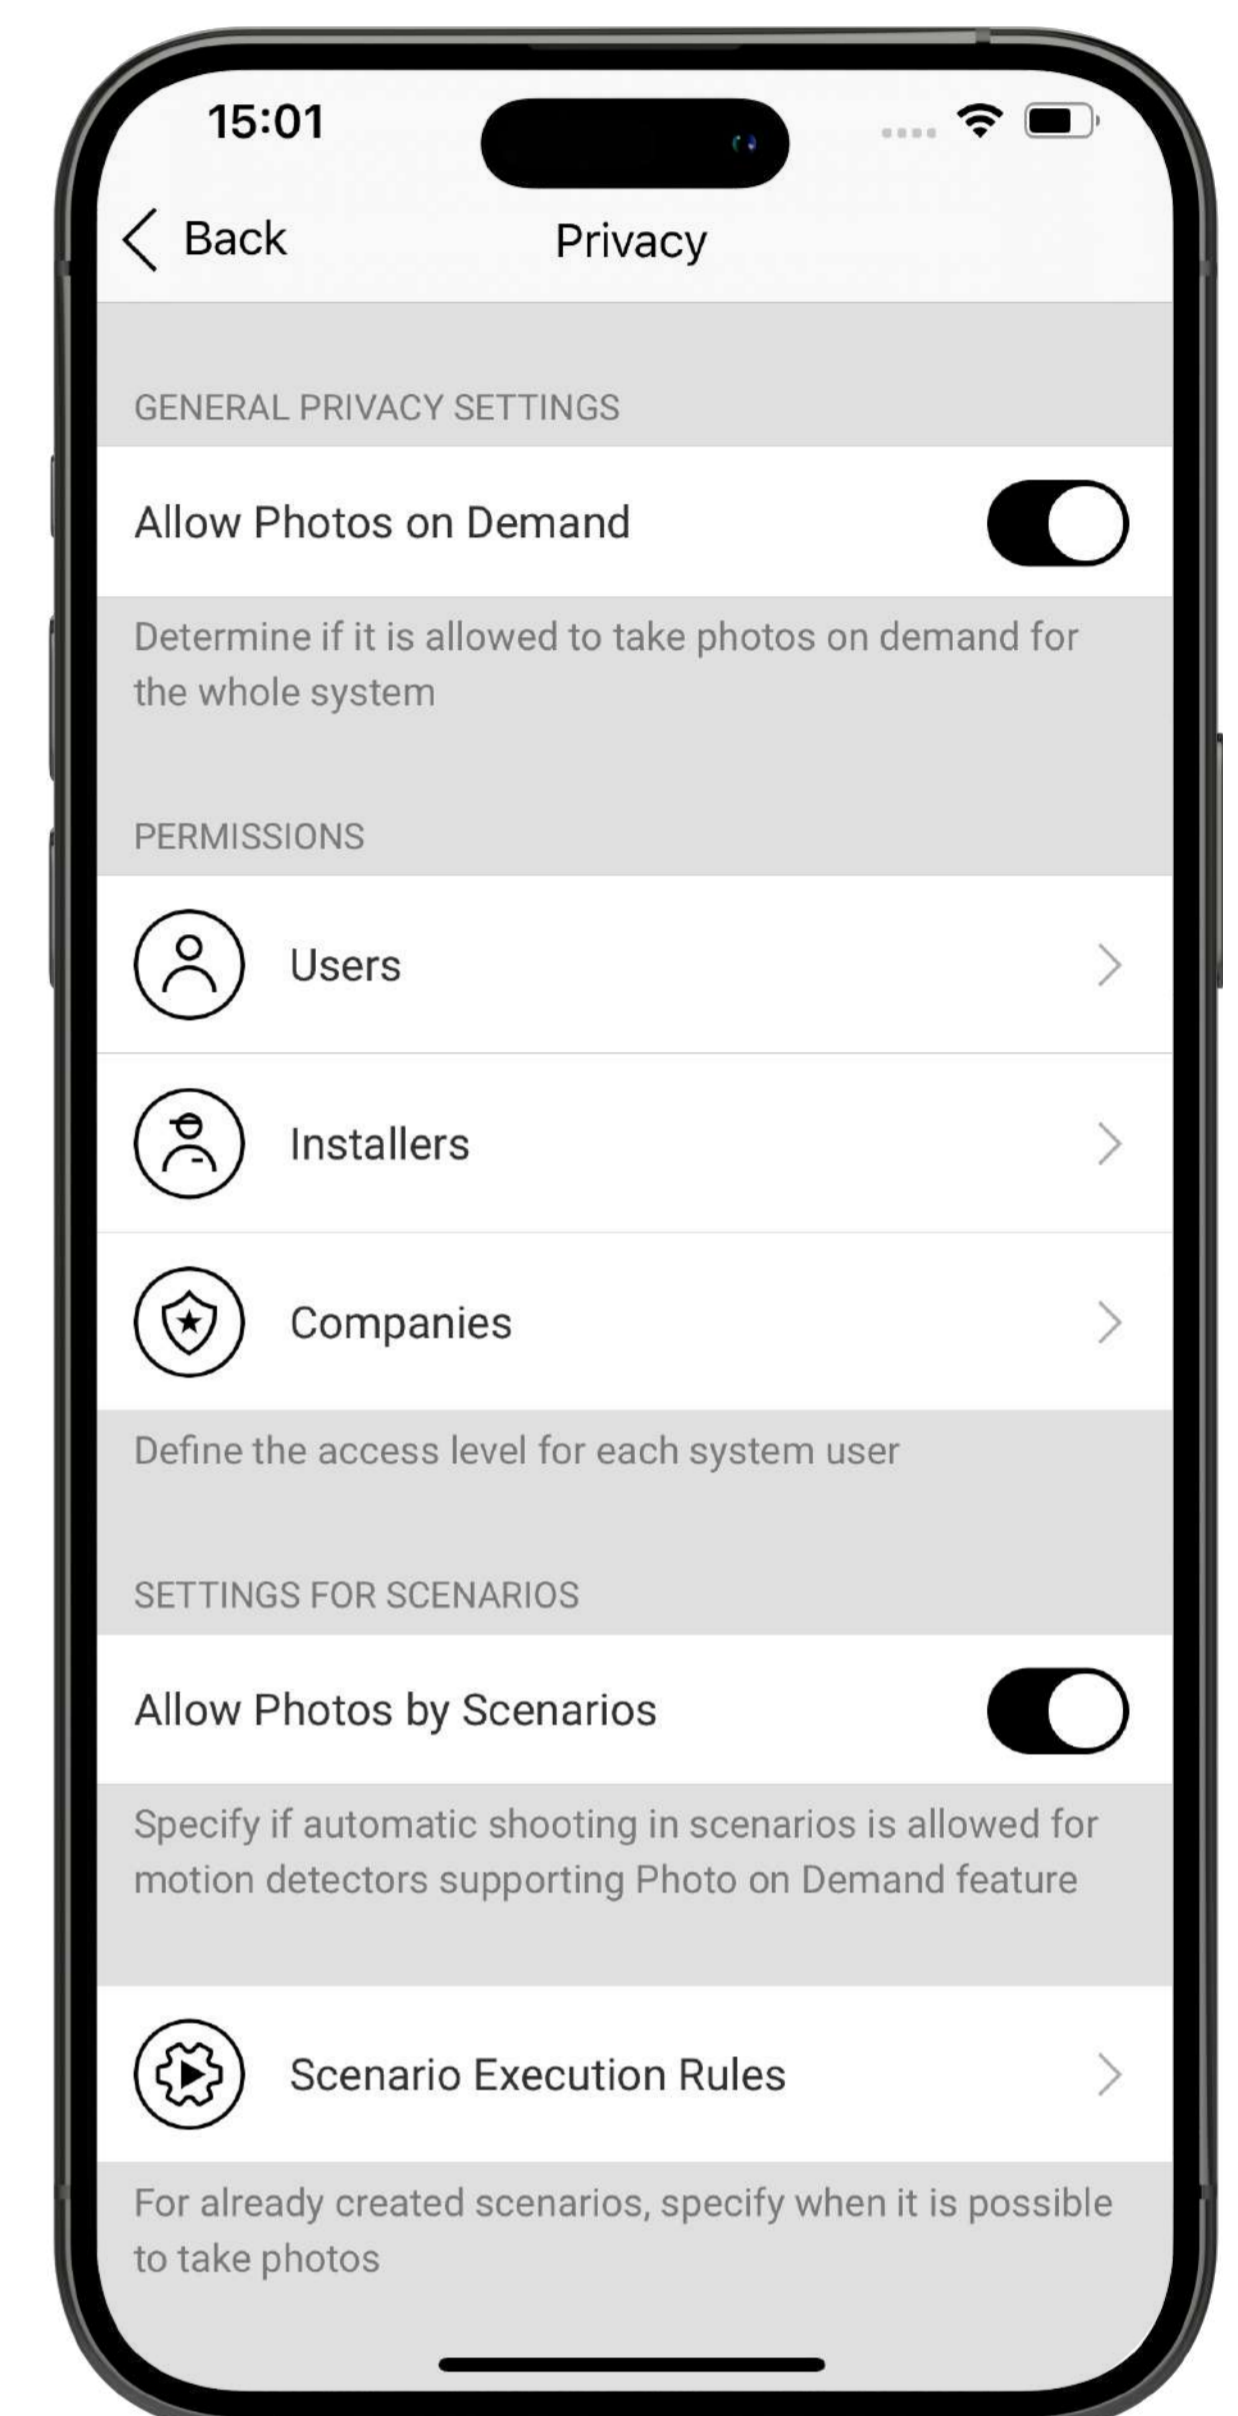 15:01
Back
Privacy
GENERAL PRIVACY SETTINGS
Allow Photos on Demand
Determine if it is allowed to take photos on demand for
the whole system
PERMISSIONS
Users
Installers
Companies
Define the access level for each system user
SETTINGS FOR SCENARIOS
Allow Photos by Scenarios
Specify if automatic shooting in scenarios is allowed for
motion detectors supporting Photo on Demand feature
Scenario Execution Rules
For already created scenarios, specify when it is possible
to take photos